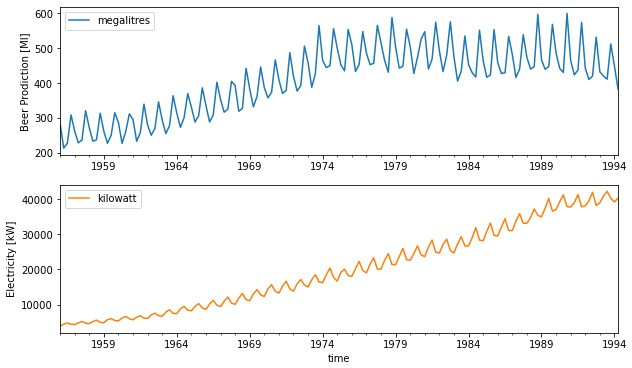 600
500
400
300
200
Beer Prodiction [Ml]
megalitres
1959 1964 1969 1974 1979 1984 1989 1994
40000
30000
20000
10000
Electricity [kW]
kilowatt
1959 1964 1969 1974 1979 1984 1989 1994
time